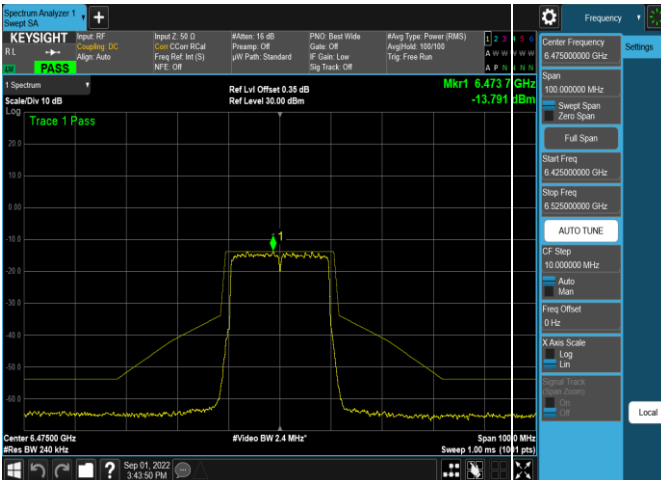 Spectrum Analyzer 1
Swept SA
+
Frequency
KEYSIGHT
RL
PASS
Input: RF
Coupling: DC
Align: Auto
Input Z: 50 Ω
Corr CCorr RCal
Freq Ref: Int (S)
NFE: Off
#Atten: 16 dB
Preamp: Off
µW Path: Standard
PNO: Best Wide
Gate: Off
IF Gain: Low
Sig Track: Off
#Avg Type: Power (RMS)
Avg|Hold: 100/100
Trig: Free Run
1 2 3 4 5 6
A W W W W W
A P N N N N
1 Spectrum
Scale/Div 10 dB
Log
Ref Lvl Offset 0.35 dB
Ref Level 30.00 dBm
Mkr1 6.473 7 GHz
-13.791 dBm
Trace 1 Pass
20.0
10.0
0.00
-10.0
1
-20.0
-30.0
-40.0
-50.0
-60.0
Center 6.47500 GHz
#Res BW 240 kHz
#Video BW 2.4 MHz*
Span 100.0 MHz
Sweep 1.00 ms (1001 pts)
Sep 01, 2022
3:43:50 PM
Center Frequency
6.475000000 GHz
Settings
Span
100.000000 MHz
Swept Span
Zero Span
Full Span
Start Freq
6.425000000 GHz
Stop Freq
6.525000000 GHz
AUTO TUNE
CF Step
10.000000 MHz
Auto
Man
Freq Offset
0 Hz
X Axis Scale
Log
Lin
Signal Track
(Span Zoom)
On
Off
Local